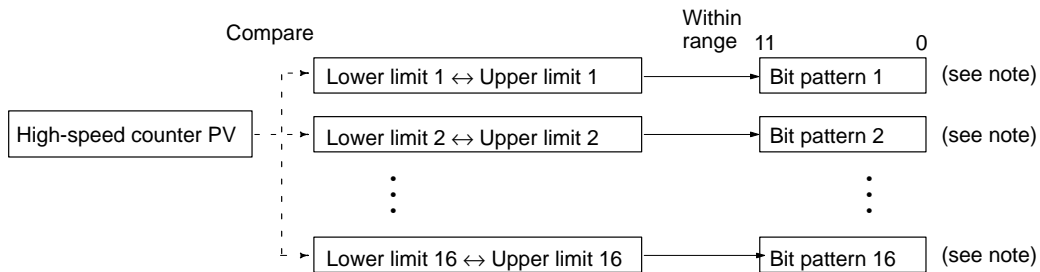 Within
range
Compare
11 0
Lower limit 1 ↔ Upper limit 1 Bit pattern 1 (see note)
High-speed counter PV Lower limit 2 ↔ Upper limit 2 Bit pattern 2 (see note)
Lower limit 16 ↔ Upper limit 16 Bit pattern 16 (see note)